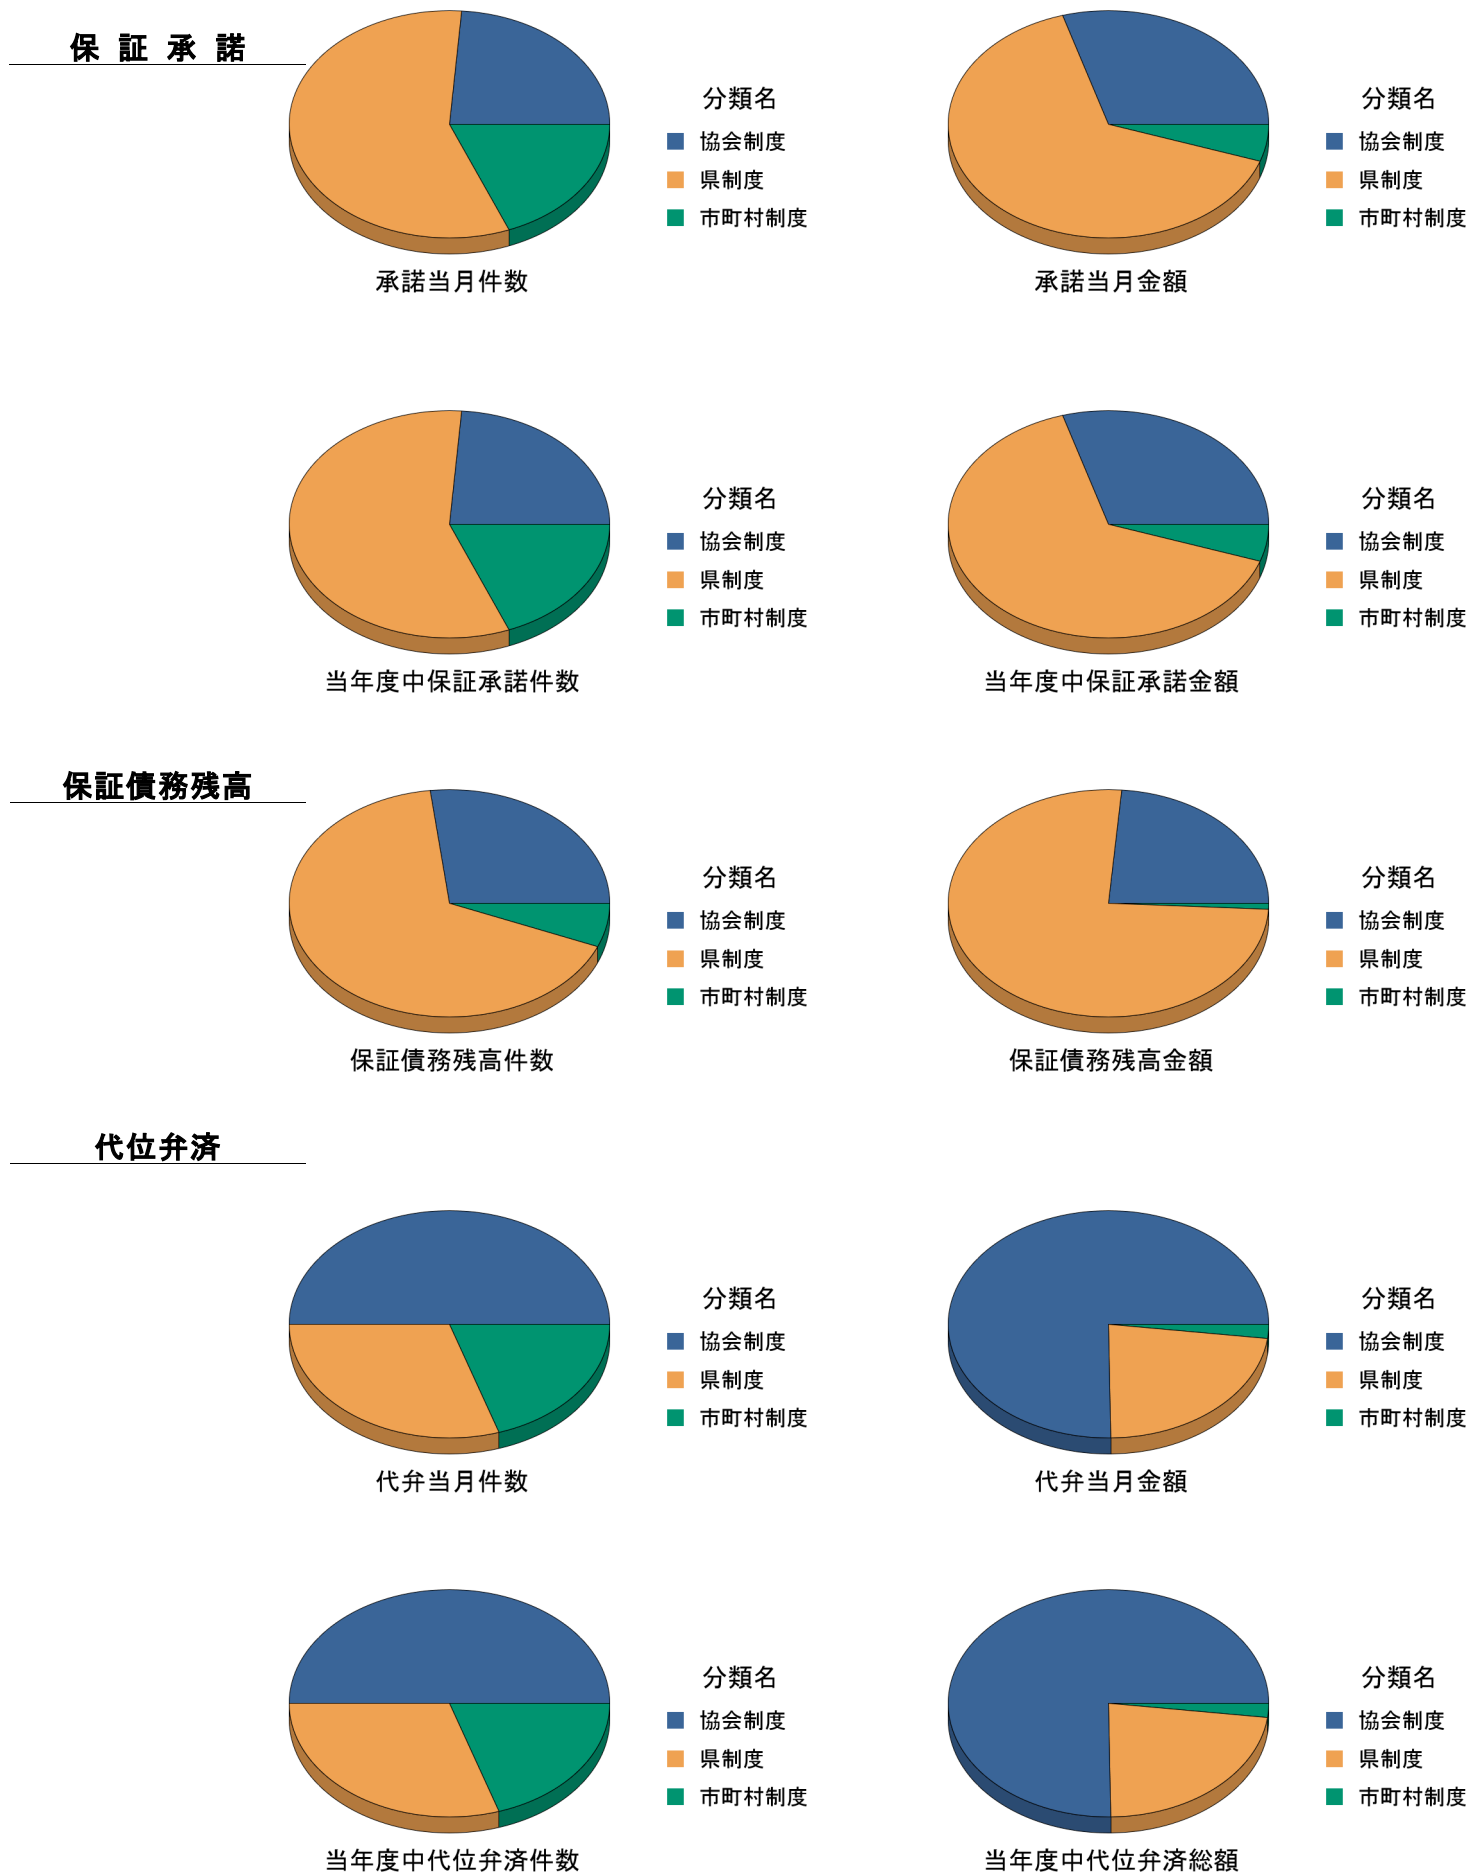 保 証 承 諾
分類名
協会制度
県制度
市町村制度
承諾当月件数
分類名
協会制度
県制度
市町村制度
承諾当月金額
分類名
協会制度
県制度
市町村制度
当年度中保証承諾件数
分類名
協会制度
県制度
市町村制度
当年度中保証承諾金額
保証債務残高
分類名
協会制度
県制度
市町村制度
保証債務残高件数
分類名
協会制度
県制度
市町村制度
保証債務残高金額
代位弁済
分類名
協会制度
県制度
市町村制度
代弁当月件数
分類名
協会制度
県制度
市町村制度
代弁当月金額
分類名
協会制度
県制度
市町村制度
当年度中代位弁済件数
分類名
協会制度
県制度
市町村制度
当年度中代位弁済総額